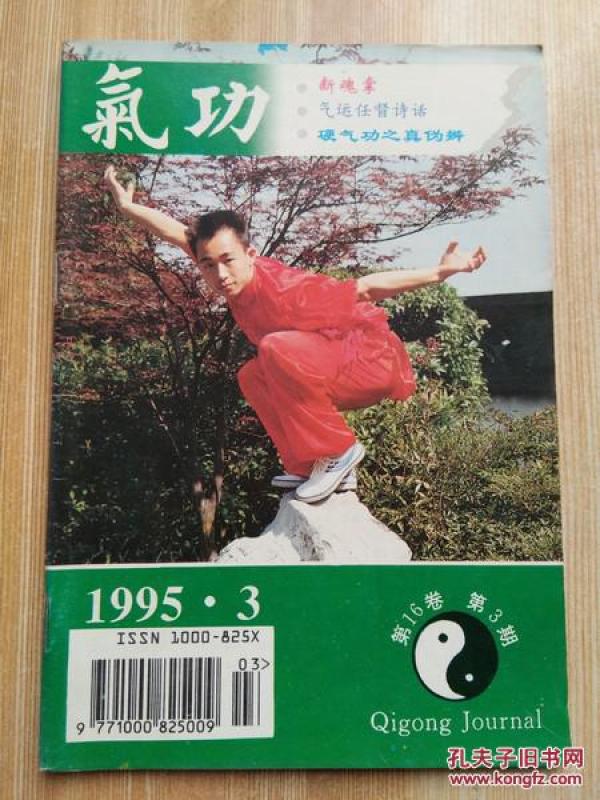 氣功
断魂掌
气运任督诗话
硬气功之真伪辨
1995·3
ISSN 1000-825X
03>
9 771000 825009
第16卷 第3期
Qigong Journal
孔夫子旧书网
www.kongfz.com